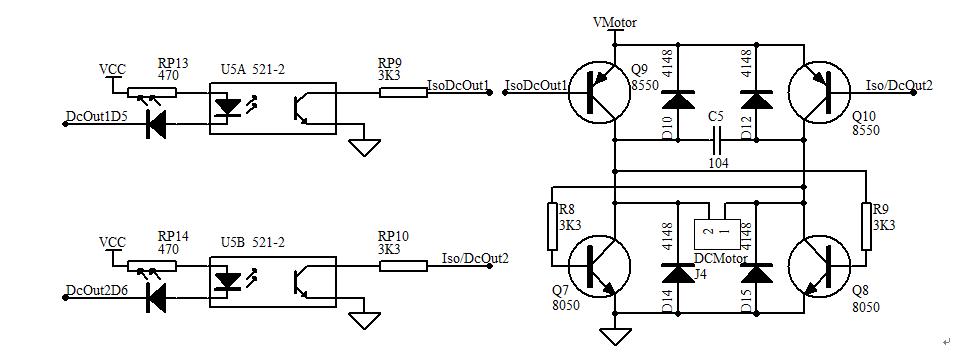 VMotor
RP13
470
U5A 521-2
RP9
3K3
VCC
IsoDcOut1
IsoDcOut1
Q9
8550
4148
4148
Iso/DcOut2
DcOut1D5
D10
C5
104
D12
Q10
8550
R8
3K3
R9
3K3
RP14
470
U5B 521-2
RP10
3K3
VCC
Iso/DcOut2
4148
2 1
4148
DCMotor
J4
DcOut2D6
Q7
8050
D14
D15
Q8
8050